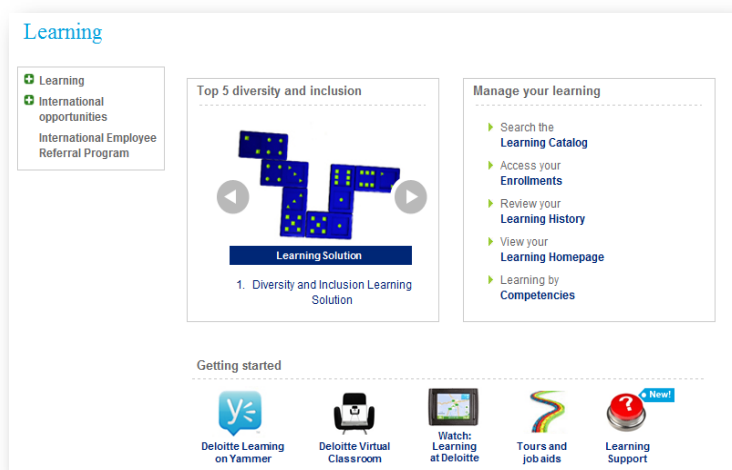 Learning
Learning
International
opportunities
International Employee
Referral Program
Top 5 diversity and inclusion
Learning Solution
1. Diversity and Inclusion Learning
Solution
Manage your learning
Search the
Learning Catalog
Access your
Enrollments
Review your
Learning History
View your
Learning Homepage
Learning by
Competencies
Getting started
New!
Deloitte Learning
on Yammer
Deloitte Virtual
Classroom
Watch:
Learning
at Deloitte
Tours and
job aids
Learning
Support